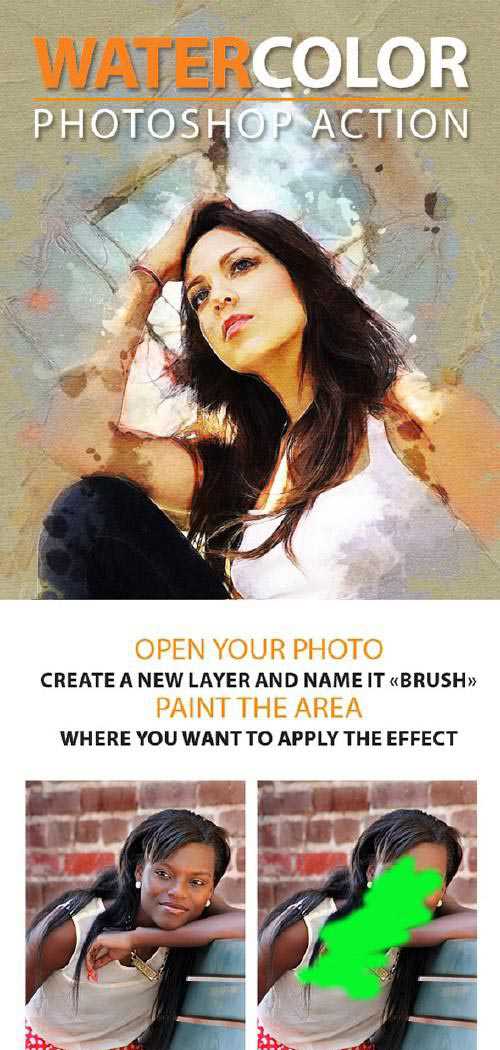 WATERCOLOR
PHOTOSHOP ACTION
OPEN YOUR PHOTO
CREATE A NEW LAYER AND NAME IT «BRUSH»
PAINT THE AREA
WHERE YOU WANT TO APPLY THE EFFECT